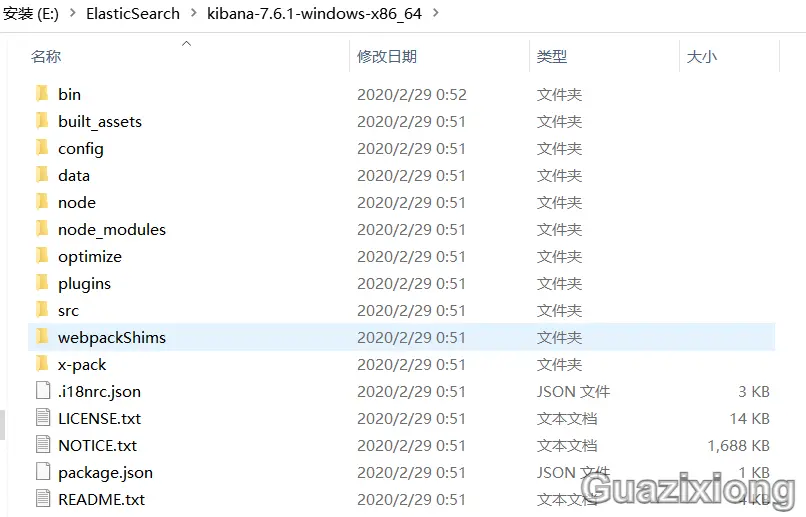 安装 (E:) > ElasticSearch > kibana-7.6.1-windows-x86_64 >
名称 修改日期 类型 大小
bin 2020/2/29 0:52 文件夹
built_assets 2020/2/29 0:51 文件夹
config 2020/2/29 0:51 文件夹
data 2020/2/29 0:51 文件夹
node 2020/2/29 0:51 文件夹
node_modules 2020/2/29 0:51 文件夹
optimize 2020/2/29 0:51 文件夹
plugins 2020/2/29 0:51 文件夹
src 2020/2/29 0:51 文件夹
webpackShims 2020/2/29 0:51 文件夹
x-pack 2020/2/29 0:51 文件夹
.i18nrc.json 2020/2/29 0:51 JSON 文件 3 KB
LICENSE.txt 2020/2/29 0:51 文本文档 14 KB
NOTICE.txt 2020/2/29 0:51 文本文档 1,688 KB
package.json 2020/2/29 0:51 JSON 文件 1 KB
README.txt 2020/2/29 0:51 文本文档 4 KB
Guazixiong